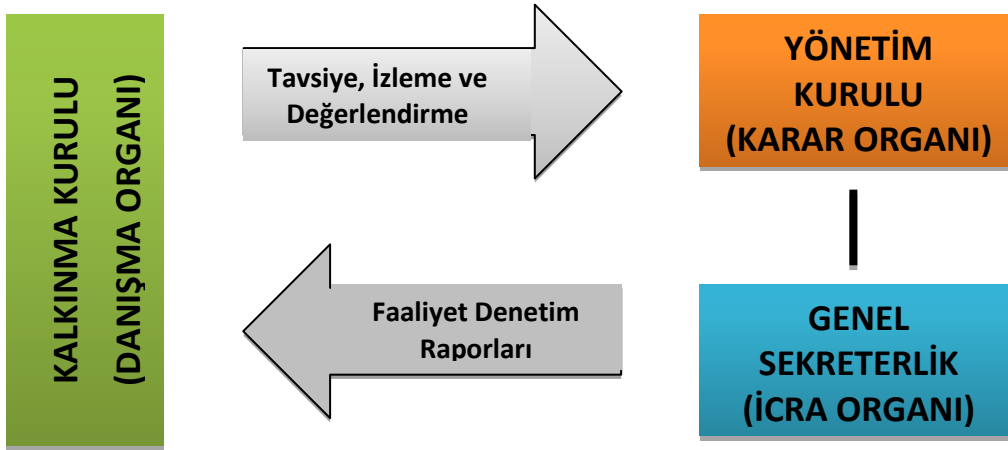 KALKINMA KURULU
(DANIŞMA ORGANI)
Tavsiye, İzleme ve
Değerlendirme
YÖNETİM
KURULU
(KARAR ORGANI)
Faaliyet Denetim
Raporları
GENEL
SEKRETERLİK
(İCRA ORGANI)